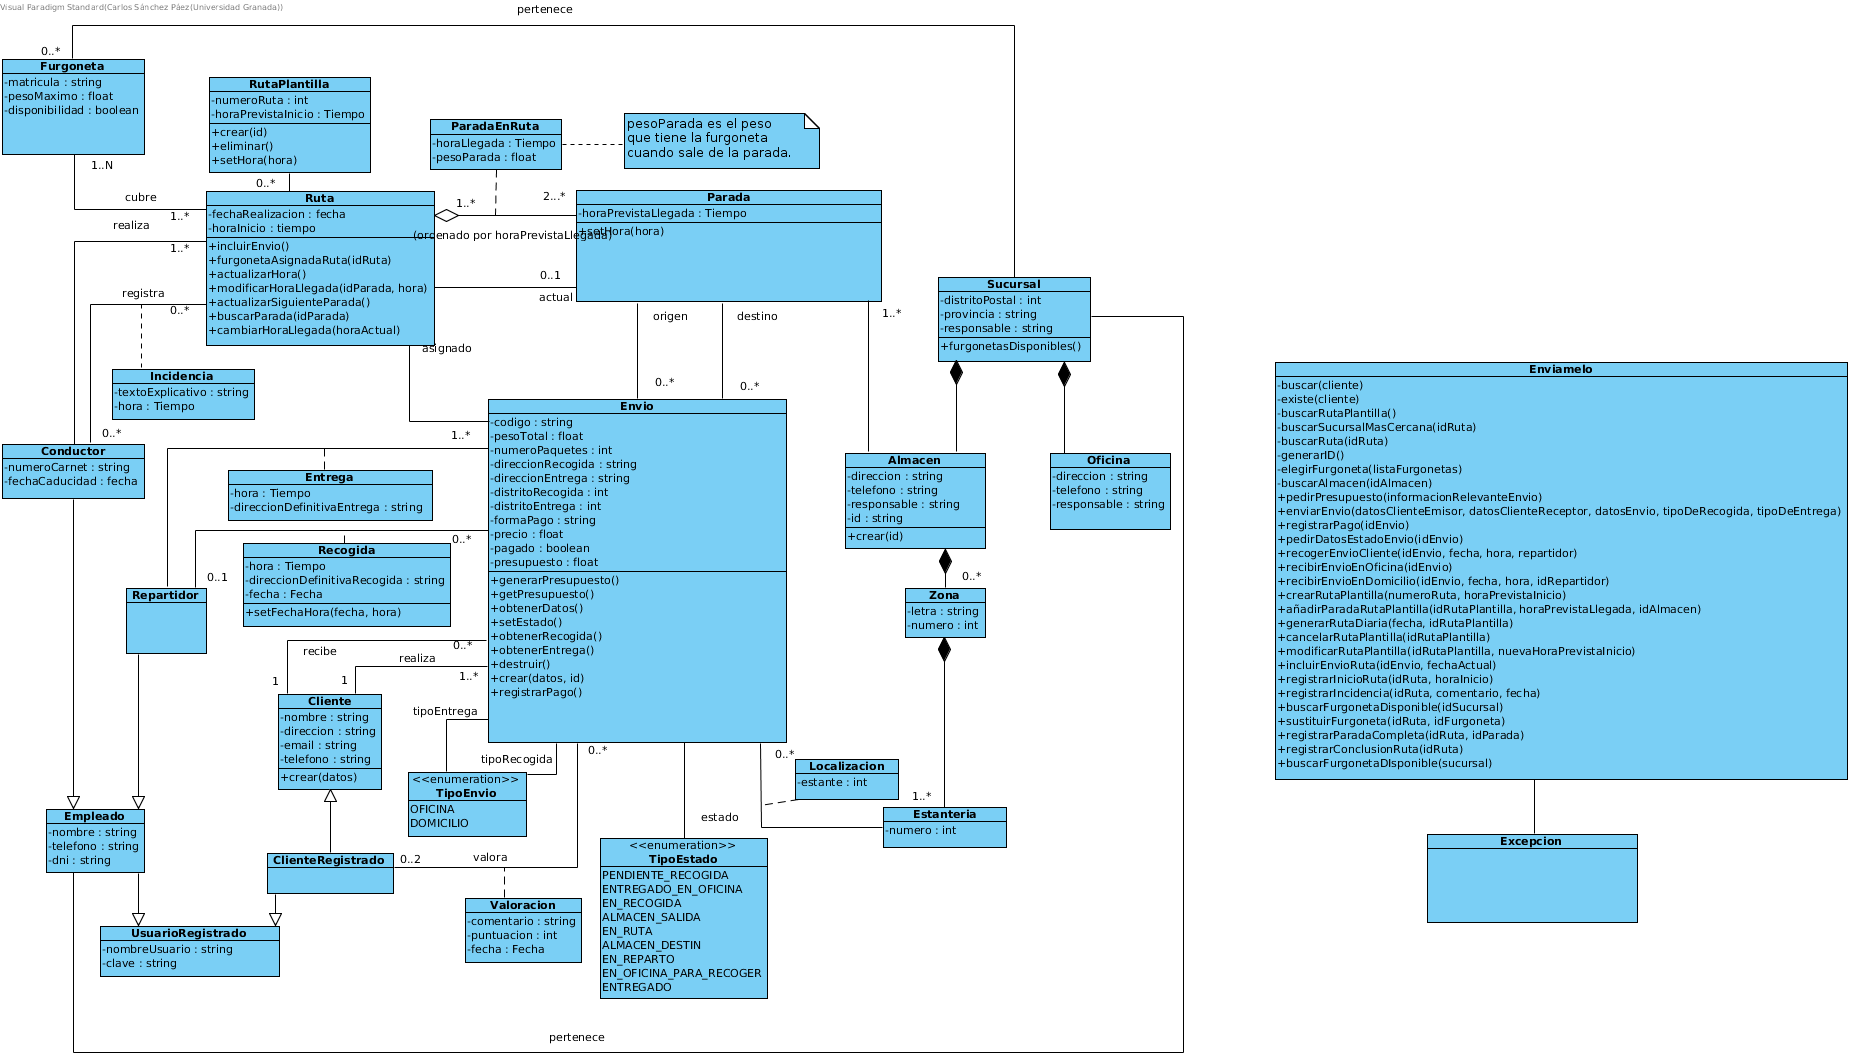 Visual Paradigm Standard(Carlos Sánchez Páez(Universidad Granada))
pertenece
0..*
Furgoneta
-matricula : string
-pesoMaximo : float
-disponibilidad : boolean
1..N
cubre
1..*
realiza
1..*
registra
0..*
RutaPlantilla
-numeroRuta : int
-horaPrevistaInicio : Tiempo
+crear(id)
+eliminar()
+setHora(hora)
0..*
ParadaEnRuta
-horaLlegada : Tiempo
-pesoParada : float
pesoParada es el peso
que tiene la furgoneta
cuando sale de la parada.
Ruta
-fechaRealizacion : fecha
-horaInicio : tiempo
+incluirEnvio()
+furgonetaAsignadaRuta(idRuta)
+actualizarHora()
+modificarHoraLlegada(idParada, hora)
+actualizarSiguienteParada()
+buscarParada(idParada)
+cambiarHoraLlegada(horaActual)
1..*
2...*
(ordenado por horaPrevistaLlegada)
0..1
actual
Parada
-horaPrevistaLlegada : Tiempo
+setHora(hora)
origen
destino
0..*
0..*
1..*
asignado
1..*
Sucursal
-distritoPostal : int
-provincia : string
-responsable : string
+furgonetasDisponibles()
Incidencia
-textoExplicativo : string
-hora : Tiempo
0..*
Conductor
-numeroCarnet : string
-fechaCaducidad : fecha
Entrega
-hora : Tiempo
-direccionDefinitivaEntrega : string
0..*
Recogida
-hora : Tiempo
-direccionDefinitivaRecogida : string
-fecha : Fecha
+setFechaHora(fecha, hora)
0..1
Repartidor
Envio
-codigo : string
-pesoTotal : float
-numeroPaquetes : int
-direccionRecogida : string
-direccionEntrega : string
-distritoRecogida : int
-distritoEntrega : int
-formaPago : string
-precio : float
-pagado : boolean
-presupuesto : float
+generarPresupuesto()
+getPresupuesto()
+obtenerDatos()
+setEstado()
+obtenerRecogida()
+obtenerEntrega()
+destruir()
+crear(datos, id)
+registrarPago()
Almacen
-direccion : string
-telefono : string
-responsable : string
-id : string
+crear(id)
Oficina
-direccion : string
-telefono : string
-responsable : string
0..*
Zona
-letra : string
-numero : int
recibe
0..*
realiza
1..*
1
1
Cliente
-nombre : string
-direccion : string
-email : string
-telefono : string
+crear(datos)
tipoEntrega
tipoRecogida
<<enumeration>>
TipoEnvio
OFICINA
DOMICILIO
0..*
0..*
Localizacion
-estante : int
1..*
Estanteria
-numero : int
estado
<<enumeration>>
TipoEstado
PENDIENTE_RECOGIDA
ENTREGADO_EN_OFICINA
EN_RECOGIDA
ALMACEN_SALIDA
EN_RUTA
ALMACEN_DESTIN
EN_REPARTO
EN_OFICINA_PARA_RECOGER
ENTREGADO
Empleado
-nombre : string
-telefono : string
-dni : string
ClienteRegistrado
0..2
valora
Valoracion
-comentario : string
-puntuacion : int
-fecha : Fecha
UsuarioRegistrado
-nombreUsuario : string
-clave : string
pertenece
Enviamelo
-buscar(cliente)
-existe(cliente)
-buscarRutaPlantilla()
-buscarSucursalMasCercana(idRuta)
-buscarRuta(idRuta)
-generarID()
-elegirFurgoneta(listaFurgonetas)
-buscarAlmacen(idAlmacen)
+pedirPresupuesto(informacionRelevanteEnvio)
+enviarEnvio(datosClienteEmisor, datosClienteReceptor, datosEnvio, tipoDeRecogida, tipoDeEntrega)
+registrarPago(idEnvio)
+pedirDatosEstadoEnvio(idEnvio)
+recogerEnvioCliente(idEnvio, fecha, hora, repartidor)
+recibirEnvioEnOficina(idEnvio)
+recibirEnvioEnDomicilio(idEnvio, fecha, hora, idRepartidor)
+crearRutaPlantilla(numeroRuta, horaPrevistaInicio)
+añadirParadaRutaPlantilla(idRutaPlantilla, horaPrevistaLlegada, idAlmacen)
+generarRutaDiaria(fecha, idRutaPlantilla)
+cancelarRutaPlantilla(idRutaPlantilla)
+modificarRutaPlantilla(idRutaPlantilla, nuevaHoraPrevistaInicio)
+incluirEnvioRuta(idEnvio, fechaActual)
+registrarInicioRuta(idRuta, horaInicio)
+registrarIncidencia(idRuta, comentario, fecha)
+buscarFurgonetaDisponible(idSucursal)
+sustituirFurgoneta(idRuta, idFurgoneta)
+registrarParadaCompleta(idRuta, idParada)
+registrarConclusionRuta(idRuta)
+buscarFurgonetaDIsponible(sucursal)
Excepcion